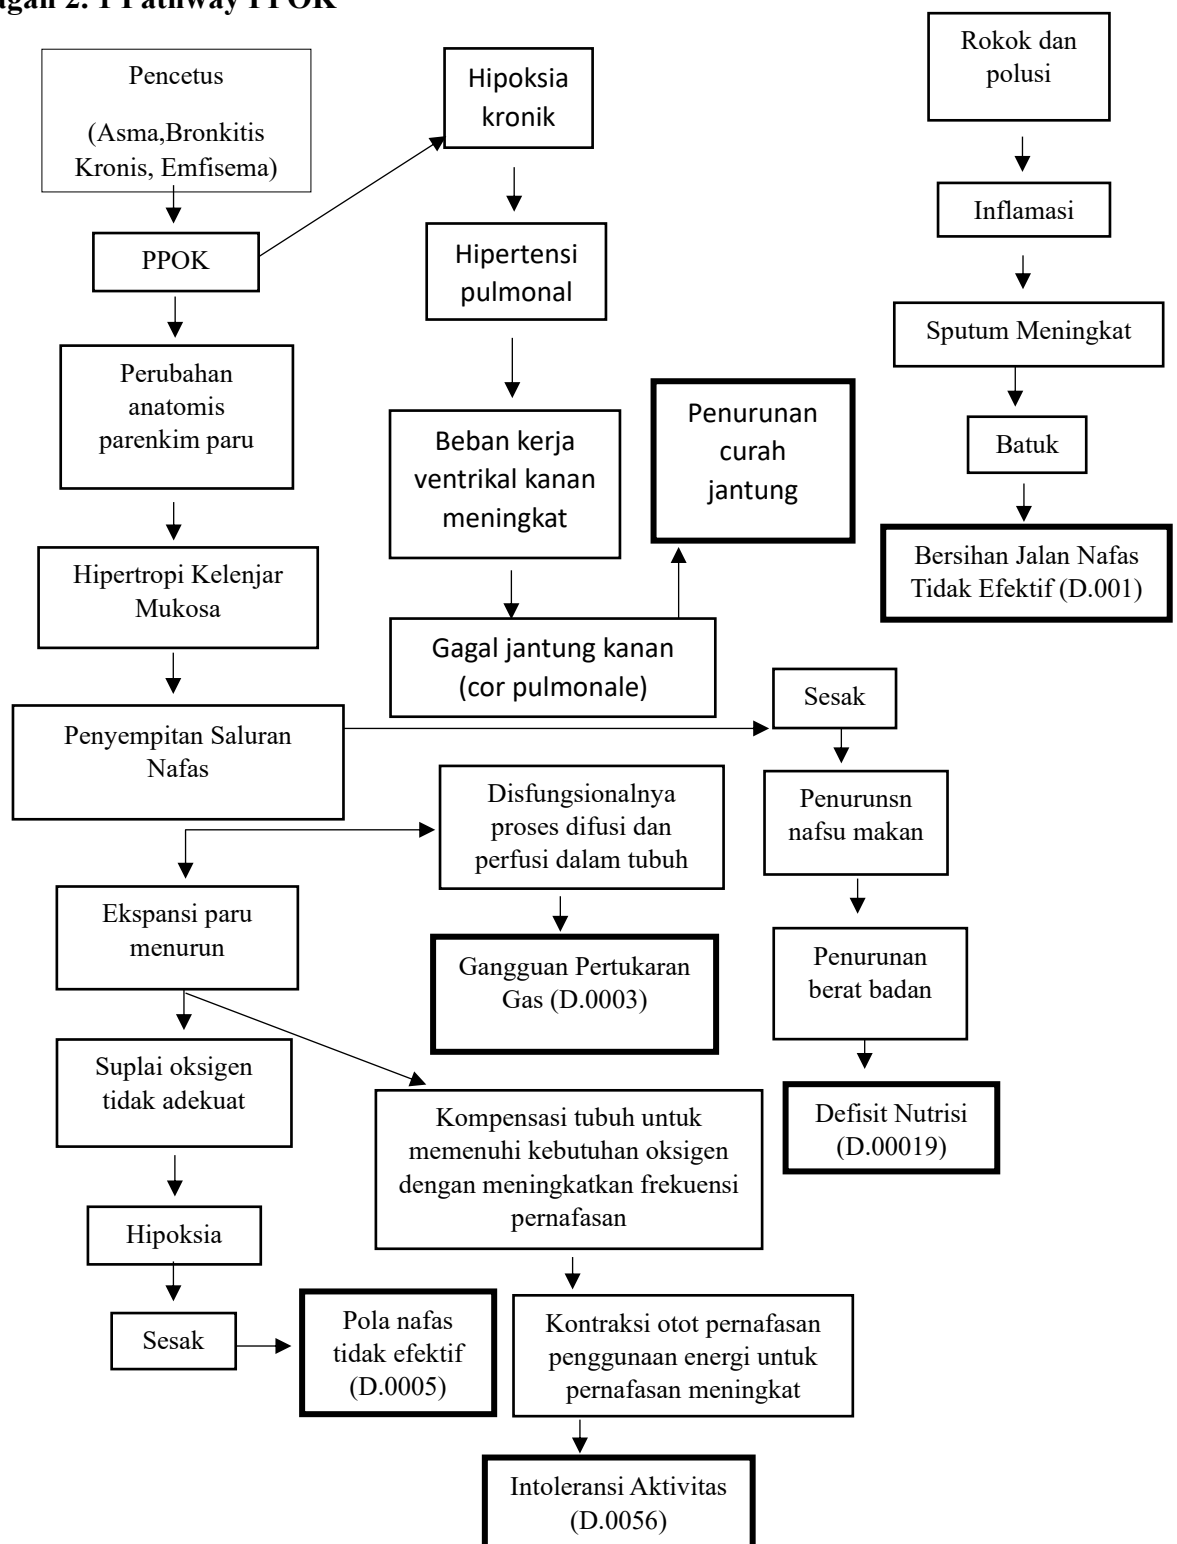 2. 1 Pathway PPOK
Pencetus
(Asma,Bronkitis
Kronis, Emfisema)
PPOK
Perubahan
anatomis
parenkim paru
Hipertropi Kelenjar
Mukosa
Penyempitan Saluran
Nafas
Ekspansi paru
menurun
Suplai oksigen
tidak adekuat
Hipoksia
Sesak
Pola nafas
tidak efektif
(D.0005)
Hipoksia
kronik
Hipertensi
pulmonal
Beban kerja
ventrikal kanan
meningkat
Gagal jantung kanan
(cor pulmonale)
Penurunan
curah
jantung
Disfungsionalnya
proses difusi dan
perfusi dalam tubuh
Gangguan Pertukaran
Gas (D.0003)
Kompensasi tubuh untuk
memenuhi kebutuhan oksigen
dengan meningkatkan frekuensi
pernafasan
Kontraksi otot pernafasan
penggunaan energi untuk
pernafasan meningkat
Intoleransi Aktivitas
(D.0056)
Rokok dan
polusi
Inflamasi
Sputum Meningkat
Batuk
Bersihan Jalan Nafas
Tidak Efektif (D.001)
Sesak
Penurunsn
nafsu makan
Penurunan
berat badan
Defisit Nutrisi
(D.00019)